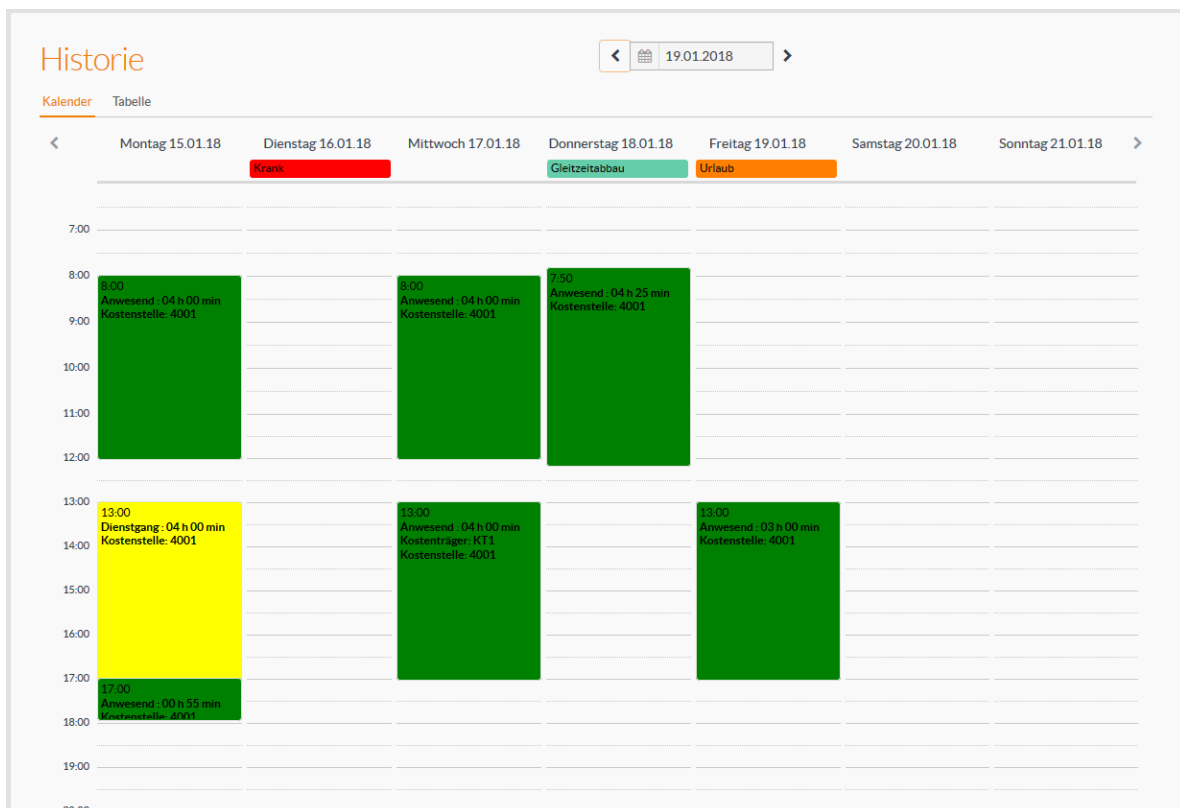 Historie
19.01.2018
Kalender Tabelle
Montag 15.01.18 Dienstag 16.01.18 Mittwoch 17.01.18 Donnerstag 18.01.18 Freitag 19.01.18 Samstag 20.01.18 Sonntag 21.01.18
Krank Gleitzeitabbau Urlaub
7:00
8:00
9:00
10:00
11:00
12:00
13:00
14:00
15:00
16:00
17:00
18:00
19:00
8:00
Anwesend : 04 h 00 min
Kostenstelle: 4001
13:00
Dienstgang : 04 h 00 min
Kostenstelle: 4001
17:00
Anwesend : 00 h 55 min
Kostenstelle: 4001
8:00
Anwesend : 04 h 00 min
Kostenstelle: 4001
13:00
Anwesend : 04 h 00 min
Kostenträger: KT1
Kostenstelle: 4001
7:50
Anwesend : 04 h 25 min
Kostenstelle: 4001
13:00
Anwesend : 03 h 00 min
Kostenstelle: 4001